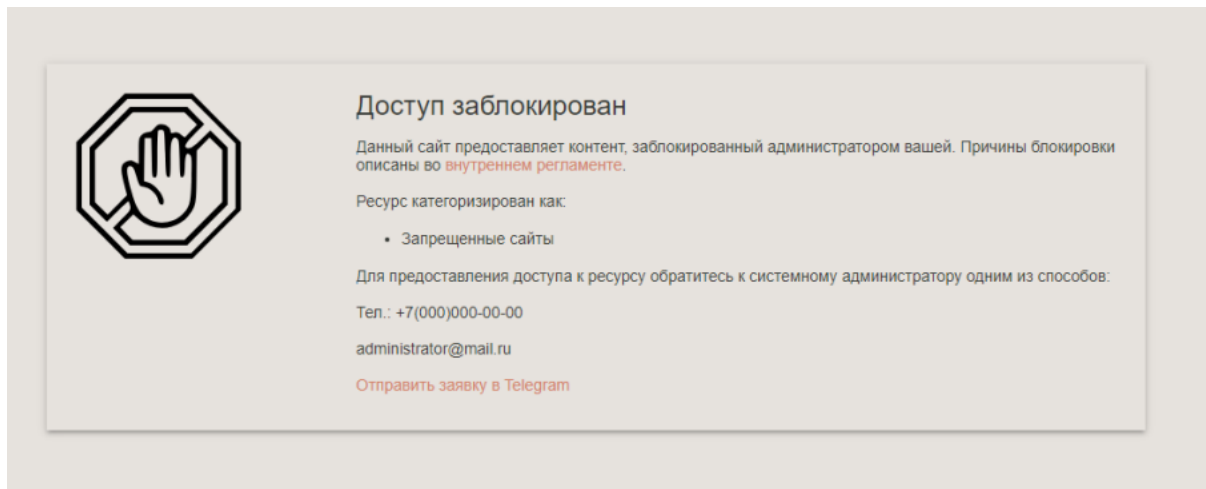 Доступ заблокирован
Данный сайт предоставляет контент, заблокированный администратором вашей. Причины блокировки
описаны во внутреннем регламенте.
Ресурс категоризирован как:
• Запрещенные сайты
Для предоставления доступа к ресурсу обратитесь к системному администратору одним из способов:
Тел.: +7(000)000-00-00
administrator@mail.ru
Отправить заявку в Telegram